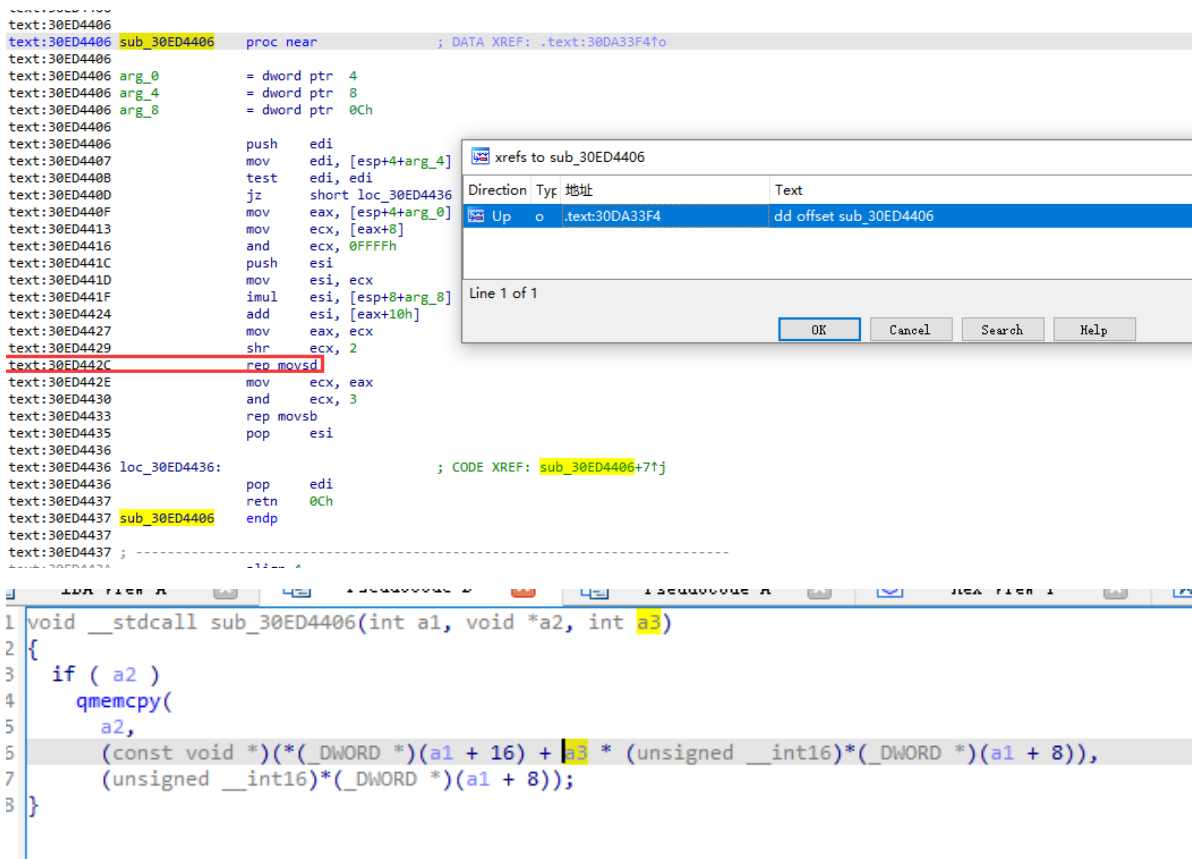 text:30ED4406
text:30ED4406 sub_30ED4406 proc near ; DATA XREF: .text:30DA33F4↑o
text:30ED4406
text:30ED4406 arg_0 = dword ptr 4
text:30ED4406 arg_4 = dword ptr 8
text:30ED4406 arg_8 = dword ptr 0Ch
text:30ED4406
text:30ED4406 push edi
text:30ED4407 mov edi, [esp+4+arg_4]
text:30ED440B test edi, edi
text:30ED440D jz short loc_30ED4436
text:30ED440F mov eax, [esp+4+arg_0]
text:30ED4413 mov ecx, [eax+8]
text:30ED4416 and ecx, 0FFFFh
text:30ED441C push esi
text:30ED441D mov esi, ecx
text:30ED441F imul esi, [esp+8+arg_8]
text:30ED4424 add esi, [eax+10h]
text:30ED4427 mov eax, ecx
text:30ED4429 shr ecx, 2
text:30ED442C rep movsd
text:30ED442E mov ecx, eax
text:30ED4430 and ecx, 3
text:30ED4433 rep movsb
text:30ED4435 pop esi
text:30ED4436
text:30ED4436 loc_30ED4436: ; CODE XREF: sub_30ED4406+7↑j
text:30ED4436 pop edi
text:30ED4437 retn 0Ch
text:30ED4437 sub_30ED4406 endp
text:30ED4437
text:30ED4437 ; ---------------------------------------------------------------------------
xrefs to sub_30ED4406
Direction Typ 地址 Text
Up o .text:30DA33F4 dd offset sub_30ED4406
Line 1 of 1
OK Cancel Search Help
1 void __stdcall sub_30ED4406(int a1, void *a2, int a3)
2 {
3 if ( a2 )
4 qmemcpy(
5 a2,
6 (const void *)(*(_DWORD *)(a1 + 16) + a3 * (unsigned __int16)*(_DWORD *)(a1 + 8)),
7 (unsigned __int16)*(_DWORD *)(a1 + 8));
8 }